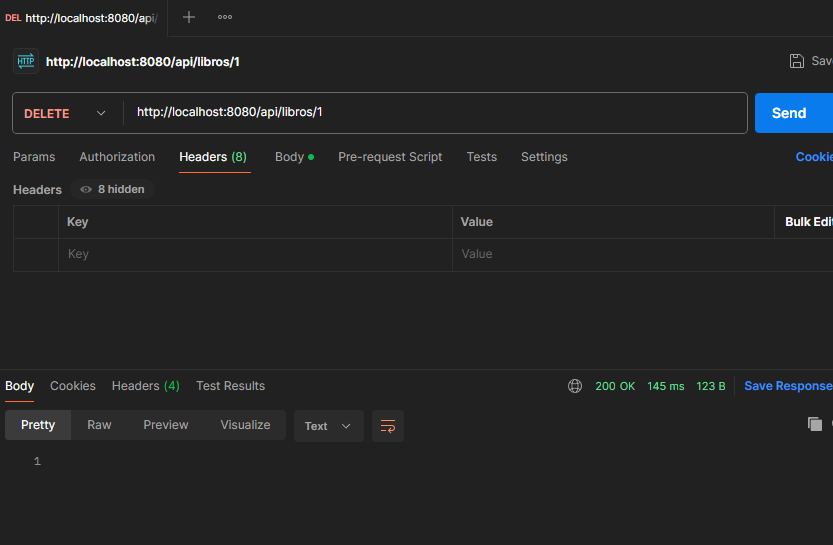 DEL http://localhost:8080/api/
HTTP http://localhost:8080/api/libros/1 Save
DELETE http://localhost:8080/api/libros/1 Send
Params Authorization Headers (8) Body Pre-request Script Tests Settings Cookie
Headers 8 hidden
Key Value Bulk Edit
Key Value
Body Cookies Headers (4) Test Results 200 OK 145 ms 123 B Save Response
Pretty Raw Preview Visualize Text
1